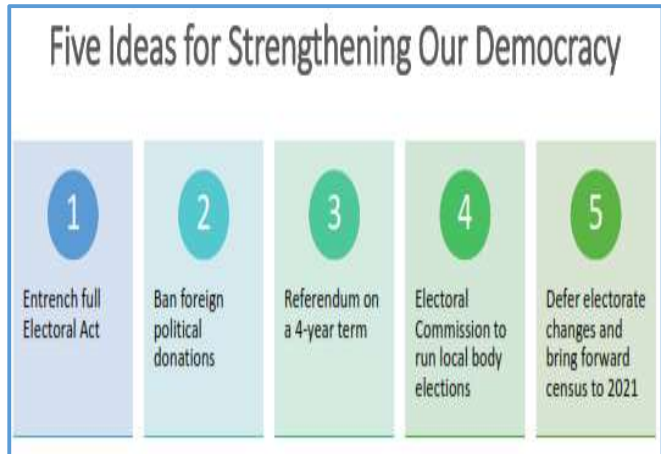 Five Ideas for Strengthening Our Democracy
1
Entrench full
Electoral Act
2
Ban foreign
political
donations
3
Referendum on
a 4-year term
4
Electoral
Commission to
run local body
elections
5
Defer electorate
changes and
bring forward
census to 2021